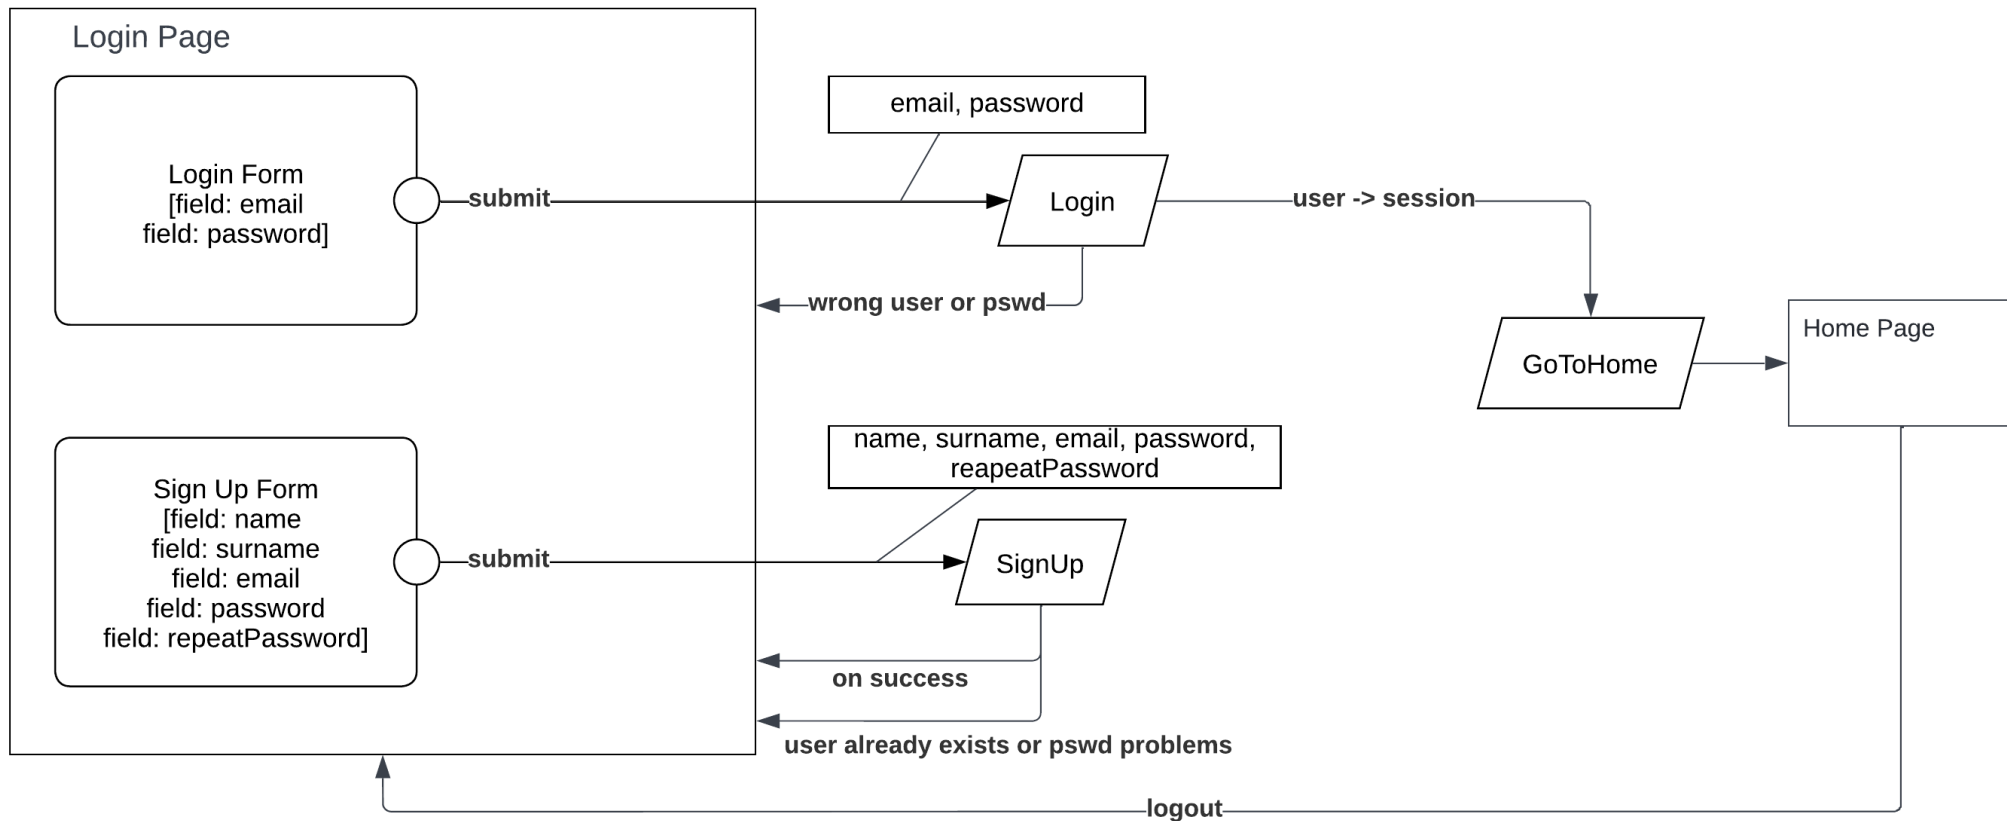 Login Page
email, password
Login Form
[field: email
field: password]
submit
Login
user -> session
wrong user or pswd
GoToHome
Home Page
name, surname, email, password,
reapeatPassword
Sign Up Form
[field: name
field: surname
field: email
field: password
field: repeatPassword]
submit
SignUp
on success
user already exists or pswd problems
logout